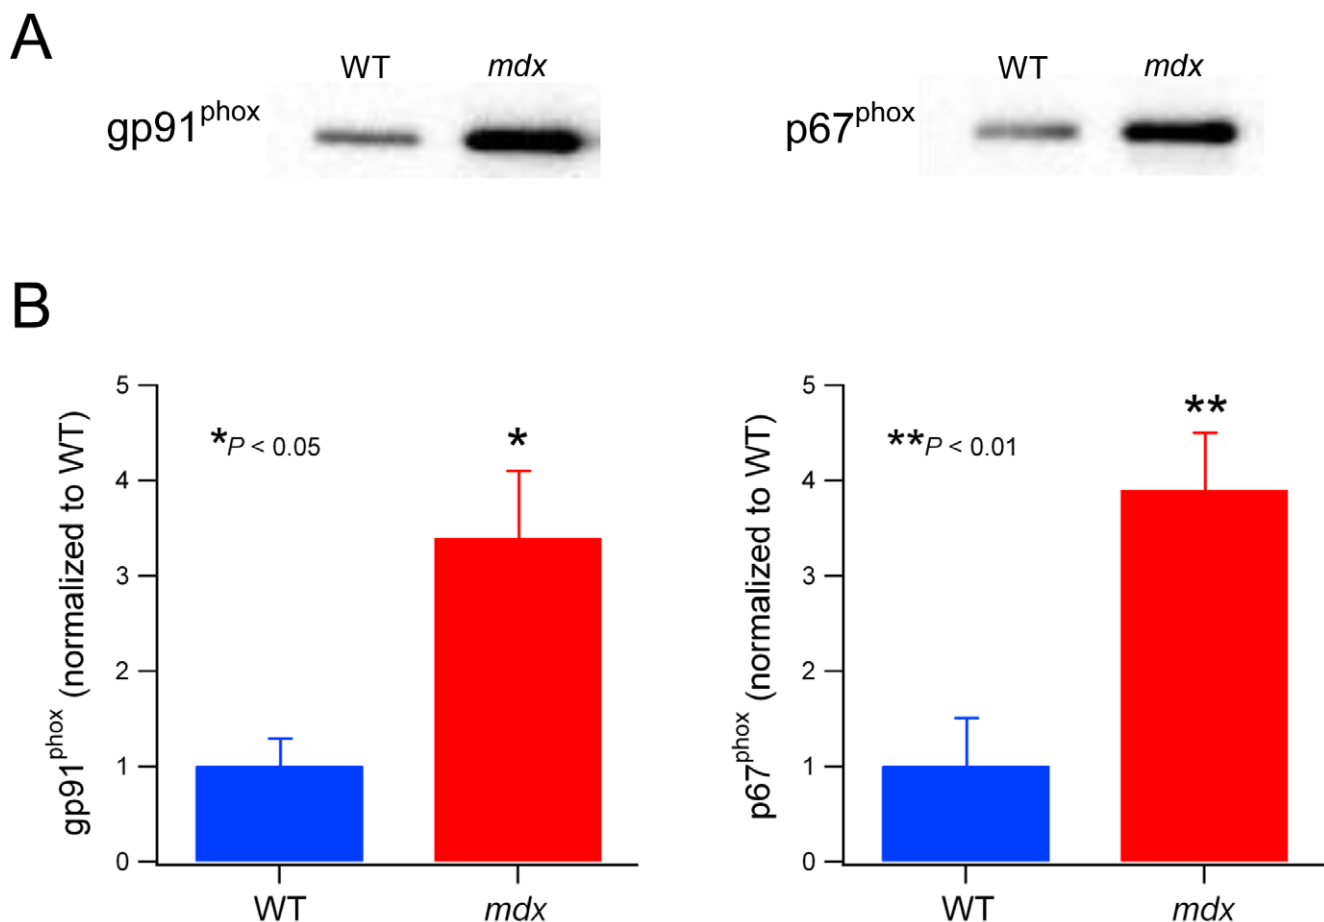 A
WT mdx
gp91phox
WT mdx
p67phox
B
gp91phox (normalized to WT)
5
4
3
2
1
0
*P < 0.05
*
WT mdx
p67phox (normalized to WT)
5
4
3
2
1
0
**P < 0.01
**
WT mdx